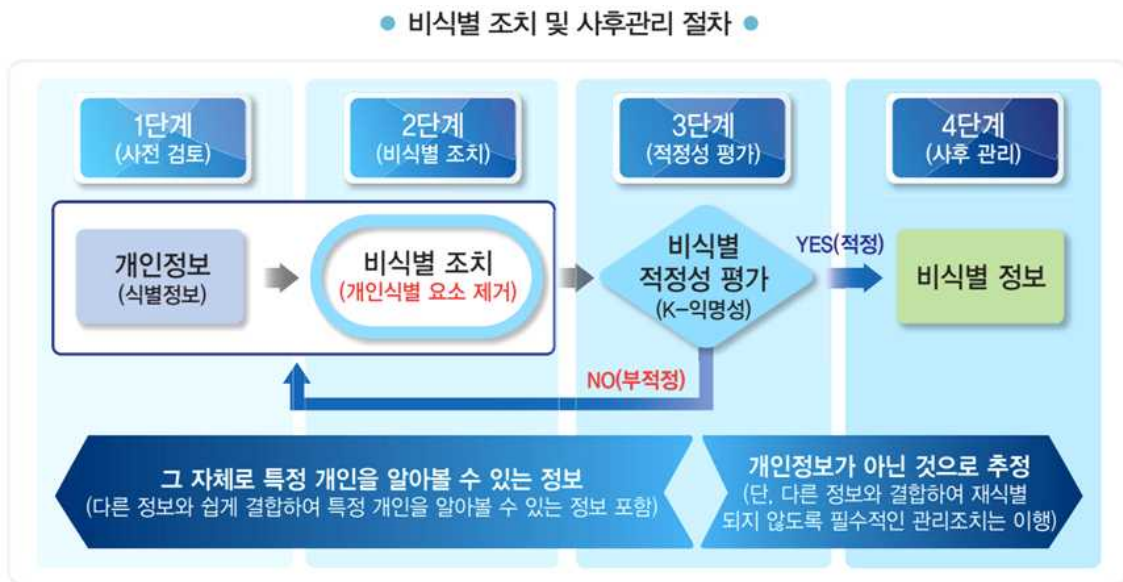 비식별 조치 및 사후관리 절차
1단계
(사전 검토)
2단계
(비식별 조치)
3단계
(적정성 평가)
4단계
(사후 관리)
개인정보
(식별정보)
비식별 조치
(개인식별 요소 제거)
비식별
적정성 평가
(K-익명성)
YES(적정)
비식별 정보
NO(부적정)
그 자체로 특정 개인을 알아볼 수 있는 정보
(다른 정보와 쉽게 결합하여 특정 개인을 알아볼 수 있는 정보 포함)
개인정보가 아닌 것으로 추정
(단, 다른 정보와 결합하여 재식별
되지 않도록 필수적인 관리조치는 이행)